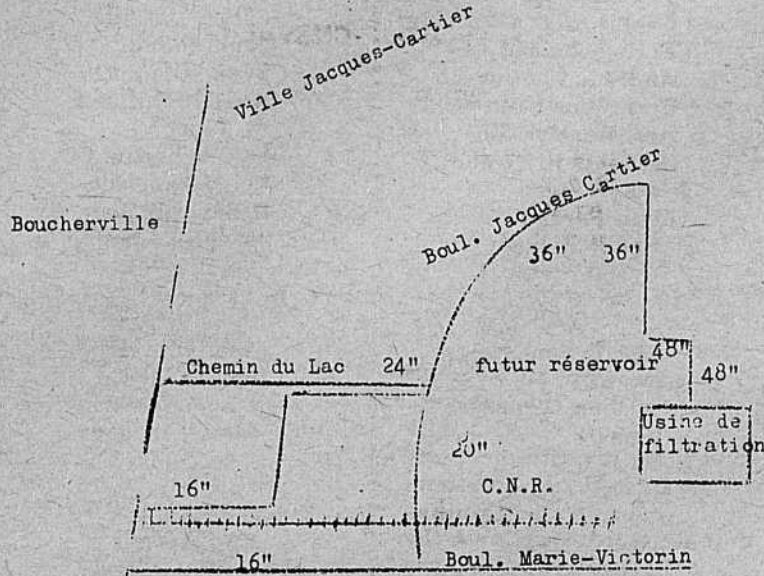 Ville Jacques-Cartier
Boucherville
Boul. Jacques Cartier
36" 36"
Chemin du Lac 24" futur réservoir 48"
48"
Usine de
filtration
20"
16" C.N.R.
16" Boul. Marie-Victorin